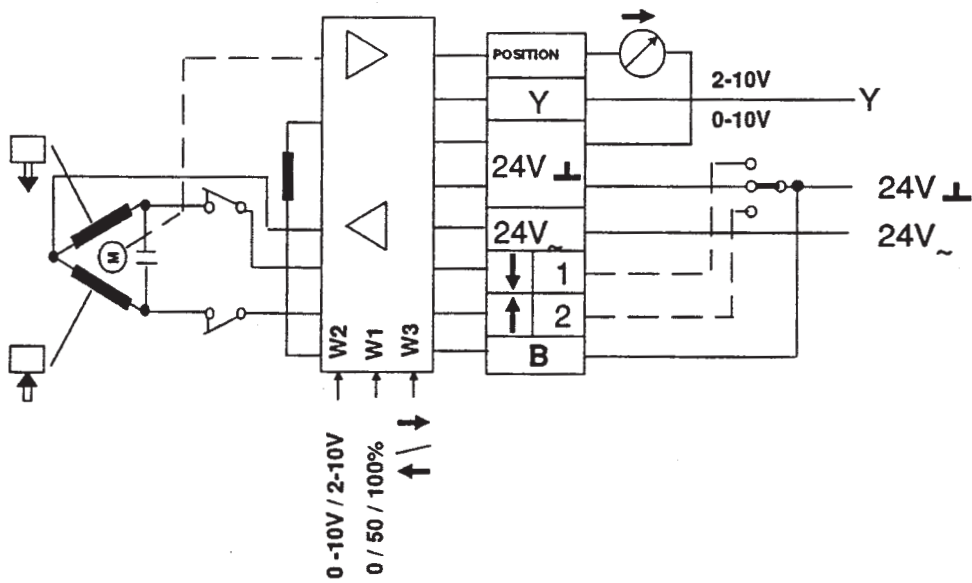 POSITION
Y
24V
24V~
1
2
B
2-10V
0-10V
Y
24V
24V~
M
W2
W1
W3
0-10V / 2-10V
0 / 50 / 100%